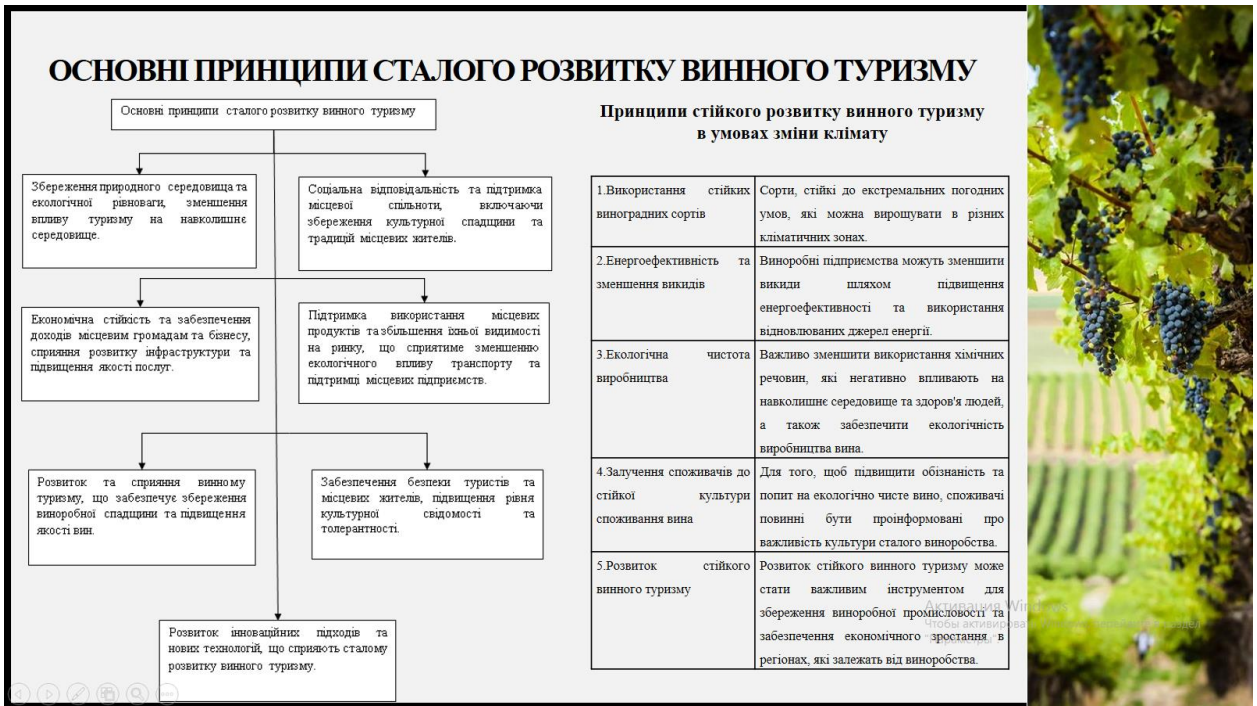 ОСНОВНІ ПРИНЦИПИ СТАЛОГО РОЗВИТКУ ВИННОГО ТУРИЗМУ
Основні принципи сталого розвитку винного туризму
Збереження природного середовища та
екологічної рівноваги, зменшення
впливу туризму на навколишнє
середовище.
Соціальна відповідальність та підтримка
місцевої спільноти, включаючи
збереження культурної спадщини та
традицій місцевих жителів.
Економічна стійкість та забезпечення
доходів місцевим громадам та бізнесу,
сприяння розвитку інфраструктури та
підвищення якості послуг.
Підтримка використання місцевих
продуктів та збільшення їхньої видимості
на ринку, що сприятиме зменшенню
екологічного впливу транспорту та
підтримці місцевих підприємств.
Розвиток та сприяння винному
туризму, що забезпечує збереження
виноробної спадщини та підвищення
якості вин.
Забезпечення безпеки туристів та
місцевих жителів, підвищення рівня
культурної свідомості та
толерантності.
Розвиток інноваційних підходів та
нових технологій, що сприяють сталому
розвитку винного туризму.
Принципи стійкого розвитку винного туризму
в умовах зміни клімату
1.Використання стійких
виноградних сортів
Сорти, стійкі до екстремальних погодних
умов, які можна вирощувати в різних
кліматичних зонах.
2.Енергоефективність та
зменшення викидів
Виноробні підприємства можуть зменшити
викиди шляхом підвищення
енергоефективності та використання
відновлюваних джерел енергії.
3.Екологічна чистота
виробництва
Важливо зменшити використання хімічних
речовин, які негативно впливають на
навколишнє середовище та здоров'я людей,
а також забезпечити екологічність
виробництва вина.
4.Залучення споживачів до
стійкої культури
споживання вина
Для того, щоб підвищити обізнаність та
попит на екологічно чисте вино, споживачі
повинні бути проінформовані про
важливість культури сталого виноробства.
5.Розвиток стійкого
винного туризму
Розвиток стійкого винного туризму може
стати важливим інструментом для
збереження виноробної промисловості та
забезпечення економічного зростання в
регіонах, які залежать від виноробства.
Активация Windows
Чтобы активировать
"Параметры".